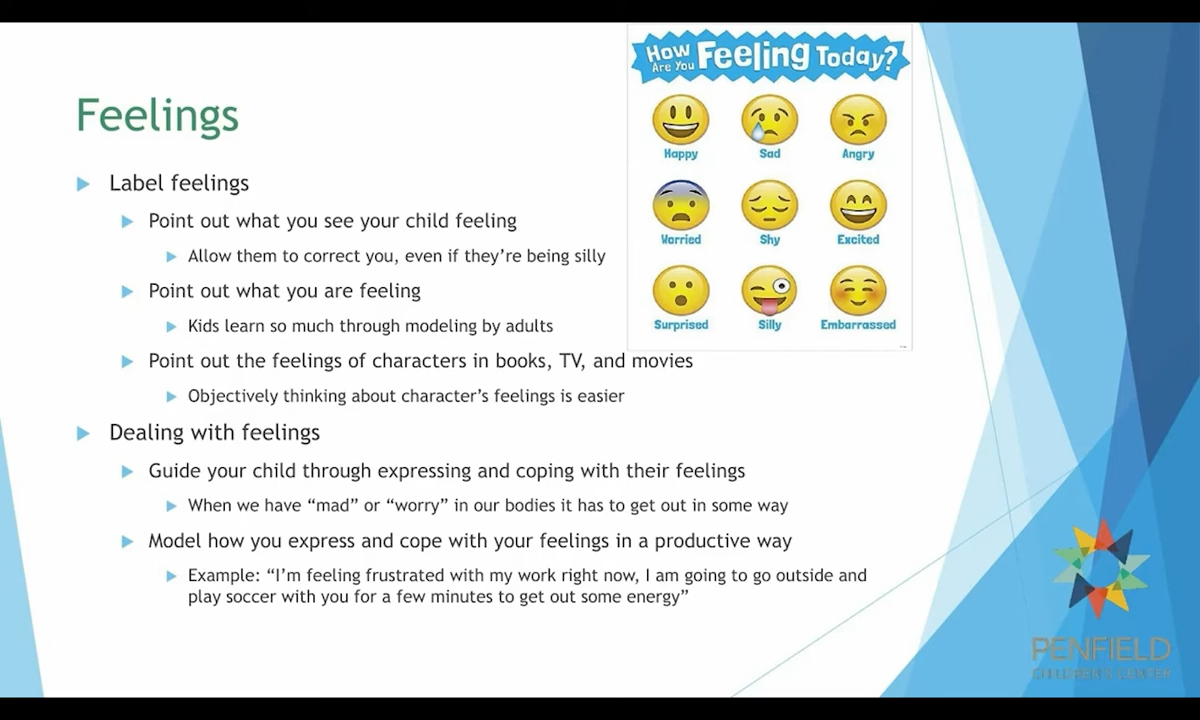 Feelings
Label feelings
Point out what you see your child feeling
Allow them to correct you, even if they're being silly
Point out what you are feeling
Kids learn so much through modeling by adults
Point out the feelings of characters in books, TV, and movies
Objectively thinking about character's feelings is easier
Dealing with feelings
Guide your child through expressing and coping with their feelings
When we have “mad” or “worry” in our bodies it has to get out in some way
Model how you express and cope with your feelings in a productive way
Example: “I'm feeling frustrated with my work right now, I am going to go outside and
play soccer with you for a few minutes to get out some energy”
How Are You Feeling Today?
Happy Sad Angry
Worried Shy Excited
Surprised Silly Embarrassed
PENFIELD
CHILDREN'S CENTER